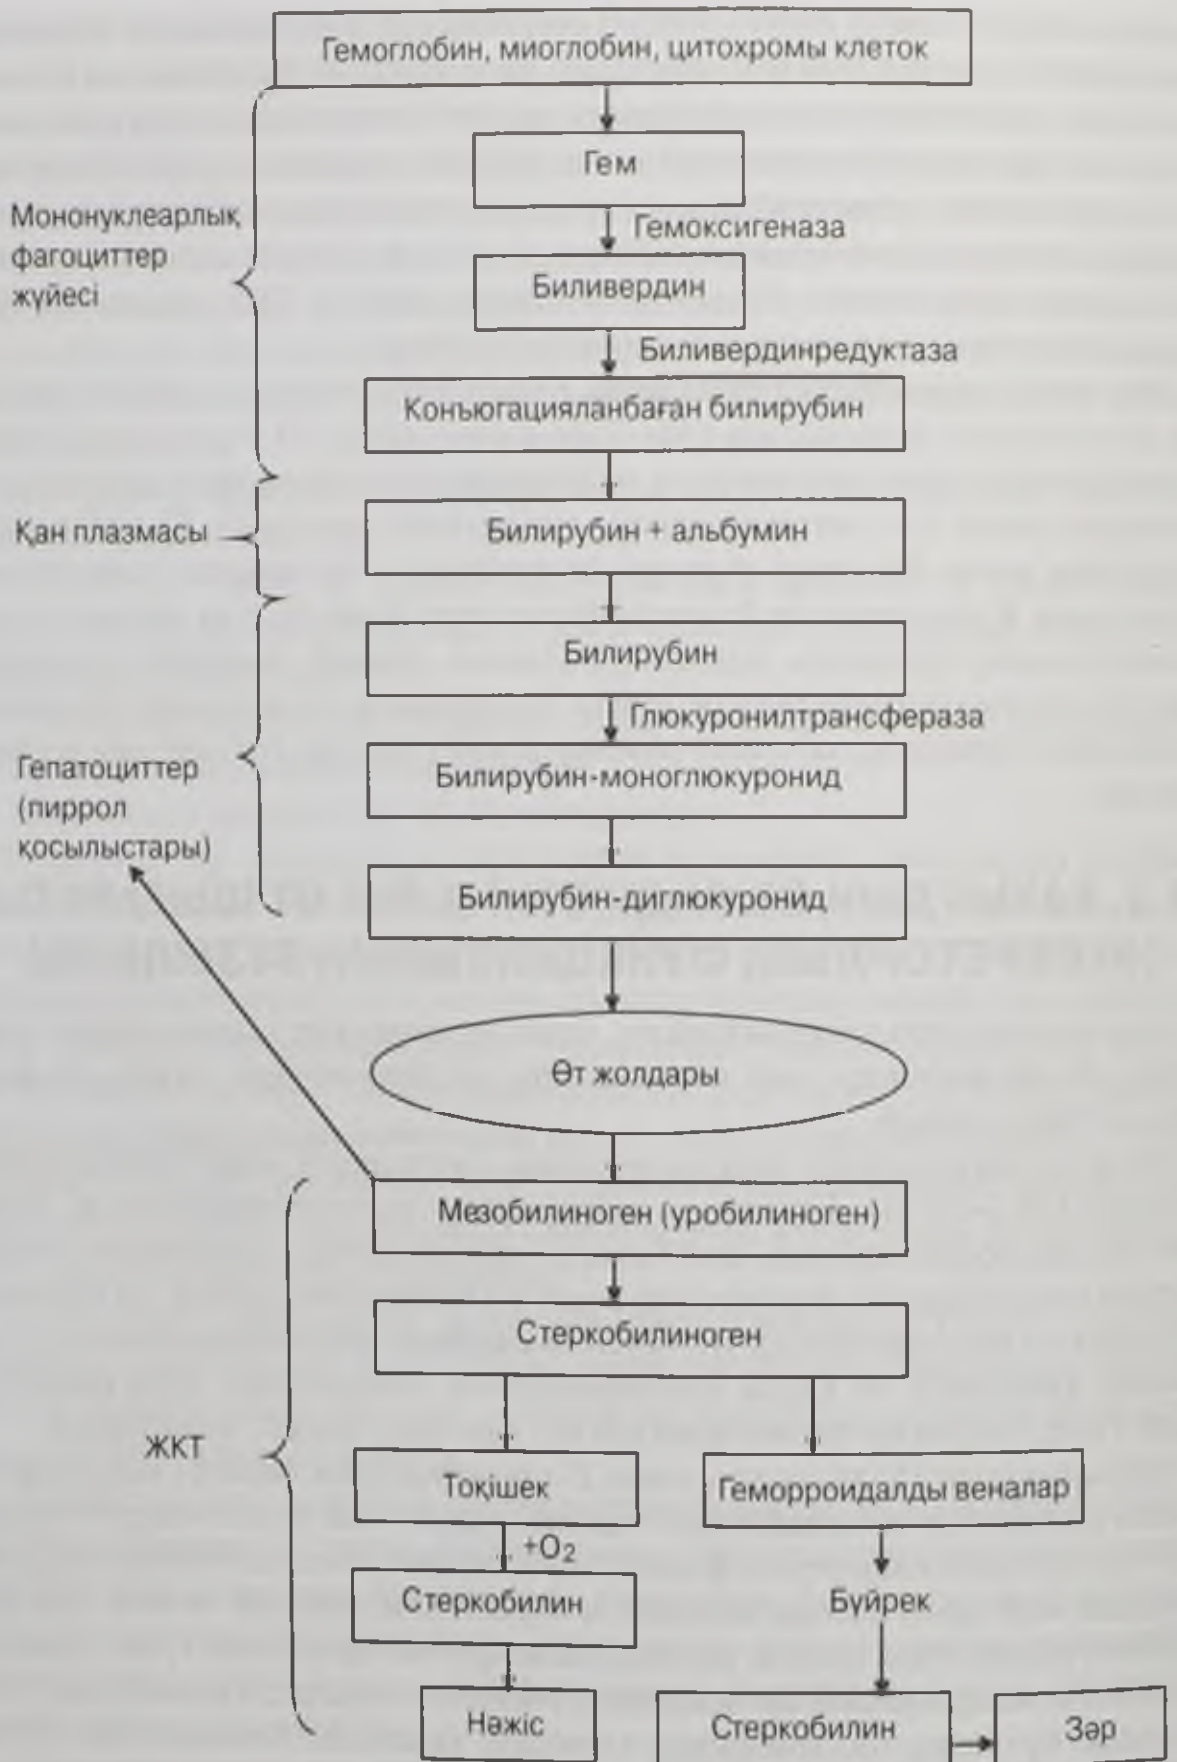 Гемоглобин, миоглобин, цитохромы клеток
Гем
Гемоксигеназа
Мононуклеарлық
фагоциттер
жүйесі
Биливердин
Биливердинредуктаза
Конъюгацияланбаған билирубин
Қан плазмасы
Билирубин + альбумин
Билирубин
Глюкуронилтрансфераза
Гепатоциттер
(пиррол
қосылыстары)
Билирубин-моноглюкуронид
Билирубин-диглюкуронид
Өт жолдары
Мезобилиноген (уробилиноген)
Стеркобилиноген
ЖКТ
Тоқішек
Геморроидалды веналар
+O₂
Стеркобилин
Бүйрек
Нәжіс
Стеркобилин
Зәр